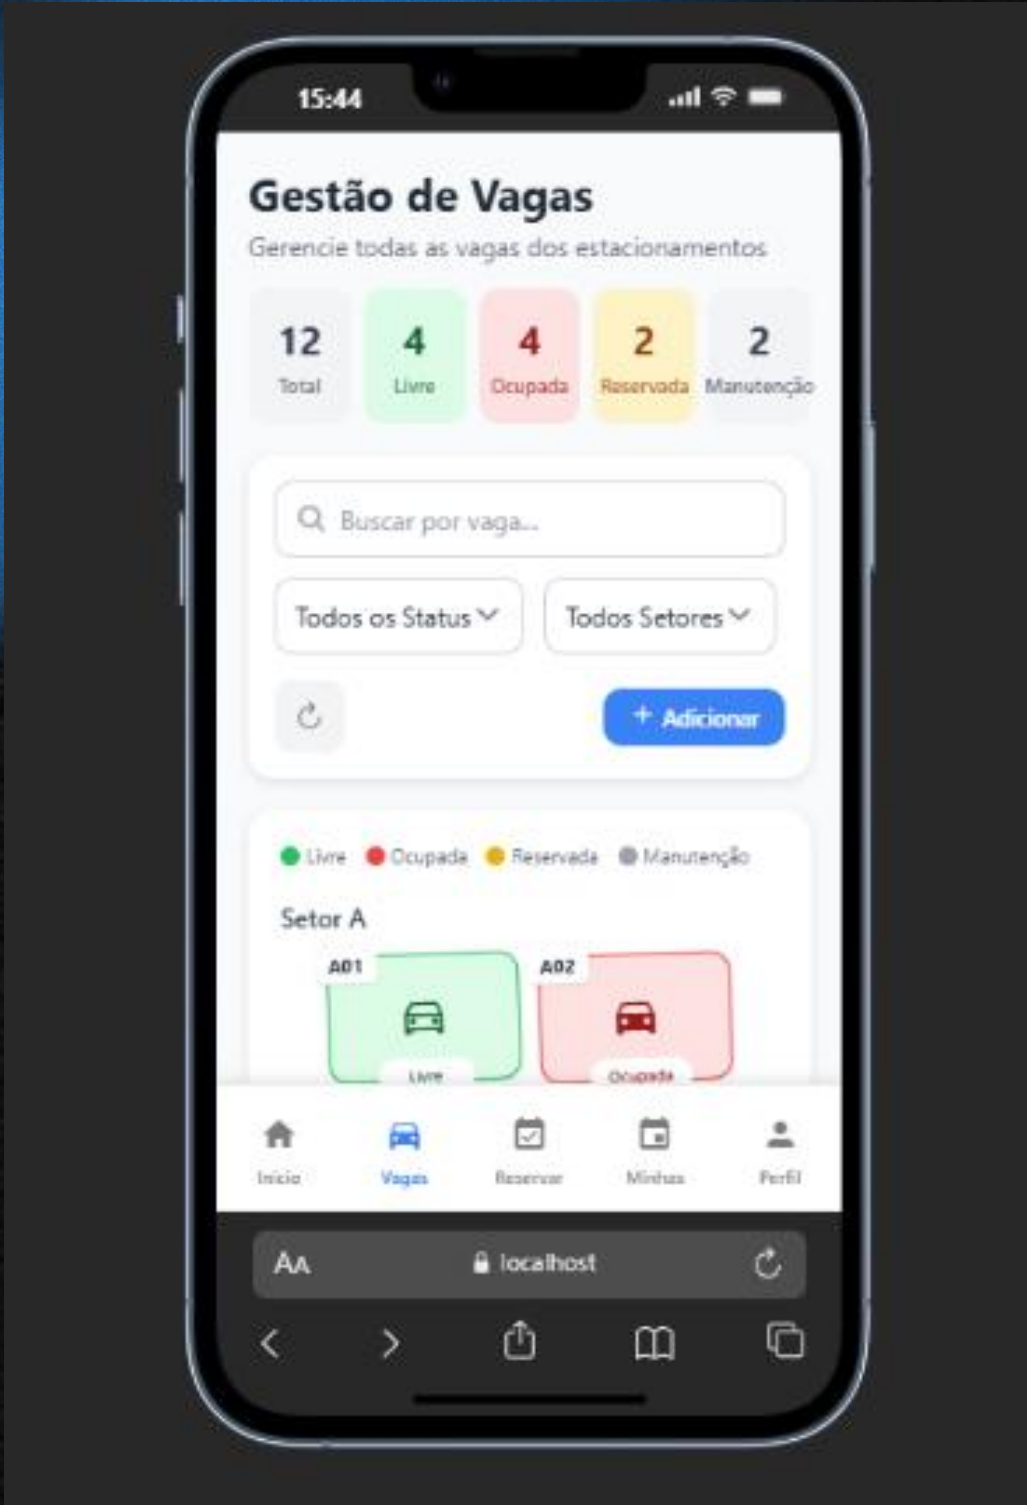 15:44
Gestão de Vagas
Gerencie todas as vagas dos estacionamentos
12 4 4 2 2
Total Livre Ocupada Reservada Manutenção
Buscar por vaga...
Todos os Status Todos Setores
+ Adicionar
Livre Ocupada Reservada Manutenção
Setor A
A01 A02
Livre Ocupada
Início Vagas Reservar Minhas Perfil
AA localhost